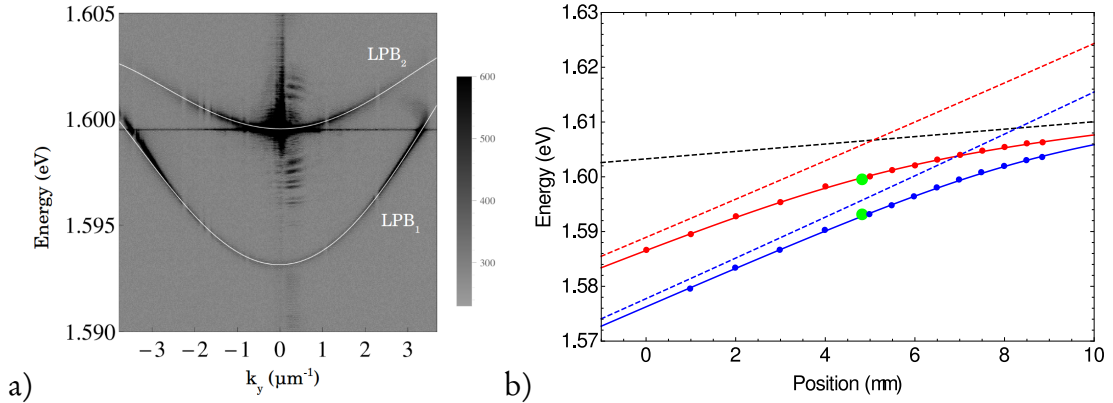 1.605
1.600
1.595
1.590
Energy (eV)
LPB2
LPB1
−3 −2 −1 0 1 2 3
ky (μm-1)
600
500
400
300
a)
1.63
1.62
1.61
1.60
1.59
1.58
1.57
Energy (eV)
0 2 4 6 8 10
Position (mm)
b)